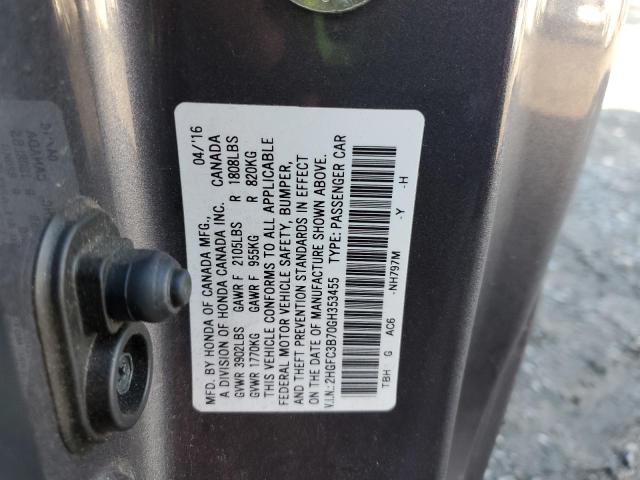 MFD. BY HONDA OF CANADA MFG., 04/'16
A DIVISION OF HONDA CANADA INC. CANADA
GVWR 3902LBS GAWR F 2105LBS R 1808LBS
GVWR 1770KG GAWR F 955KG R 820KG
THIS VEHICLE CONFORMS TO ALL APPLICABLE
FEDERAL MOTOR VEHICLE SAFETY, BUMPER,
AND THEFT PREVENTION STANDARDS IN EFFECT
ON THE DATE OF MANUFACTURE SHOWN ABOVE.
V.I.N.: 2HGFC3B70GH353455 TYPE: PASSENGER CAR
TBH G AC6 -NH797M -Y -H